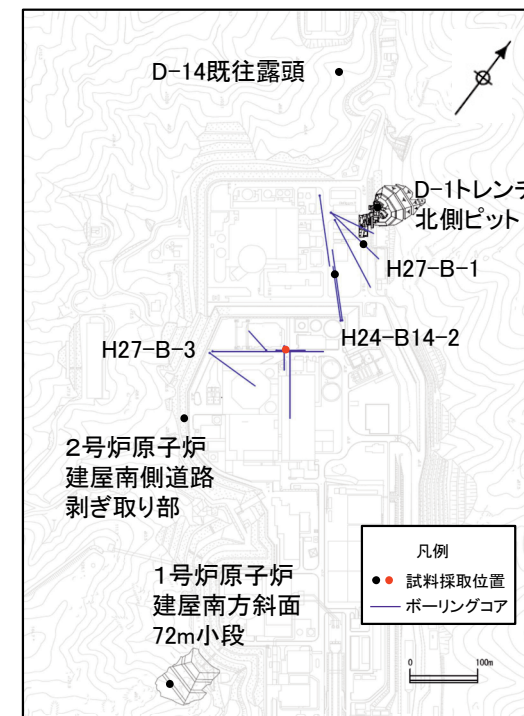 D-14既往露頭
D-1トレンチ
北側ピット
H27-B-1
H24-B14-2
H27-B-3
2号炉原子炉
建屋南側道路
剥ぎ取り部
凡例
試料採取位置
ボーリングコア
1号炉原子炉
建屋南方斜面
72m小段
0 100m